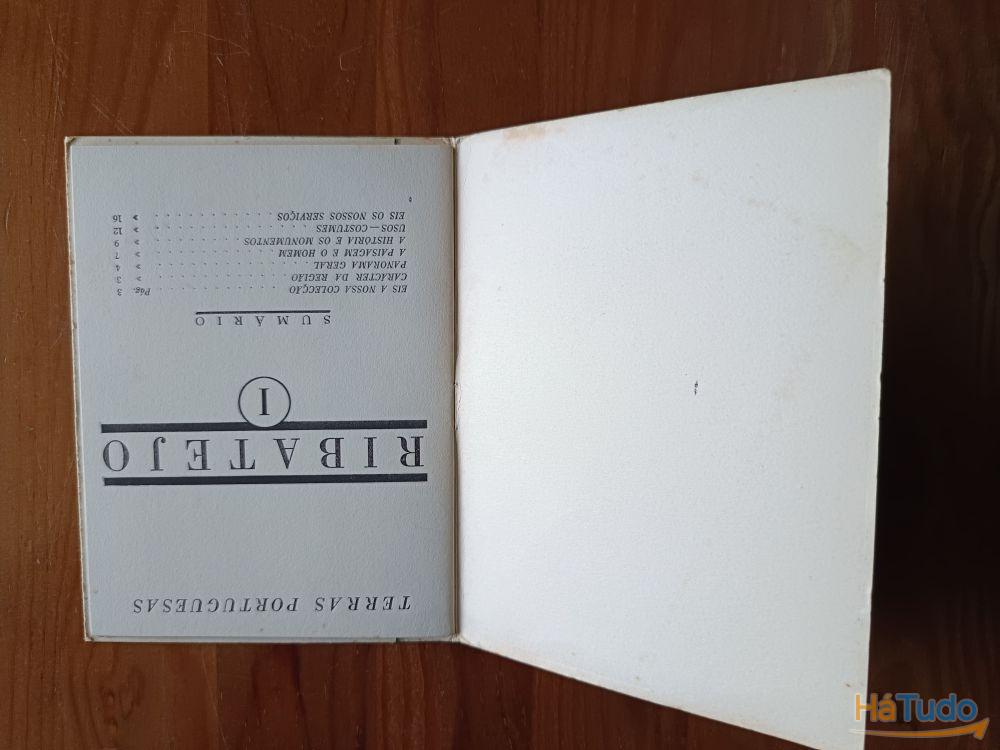 TERRAS PORTUGUESAS
RIBATEJO
I
SUMÁRIO
EIS A NOSSA COLECÇÃO . . . . . . . . . . . . Pág. 3
CARÁCTER DA REGIÃO . . . . . . . . . . . . » 3
PANORAMA GERAL . . . . . . . . . . . . » 4
A PAISAGEM E O HOMEM . . . . . . . . . . . . » 7
A HISTÓRIA E OS MONUMENTOS . . . . . . . . . . . . » 9
USOS — COSTUMES . . . . . . . . . . . . » 12
EIS OS NOSSOS SERVIÇOS . . . . . . . . . . . . » 16
HáTudo